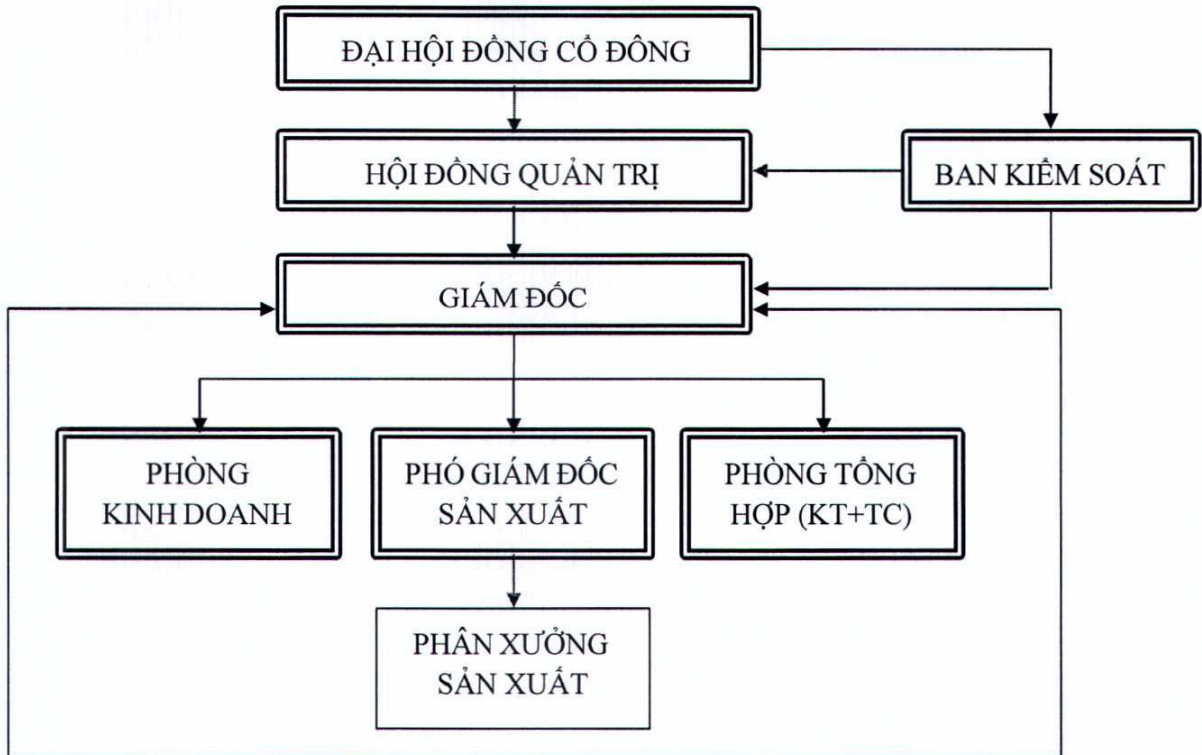 ĐẠI HỘI ĐỒNG CỔ ĐÔNG
HỘI ĐỒNG QUẢN TRỊ
BAN KIỂM SOÁT
GIÁM ĐỐC
PHÒNG
KINH DOANH
PHÓ GIÁM ĐỐC
SẢN XUẤT
PHÒNG TỔNG
HỢP (KT+TC)
PHÂN XƯỞNG
SẢN XUẤT